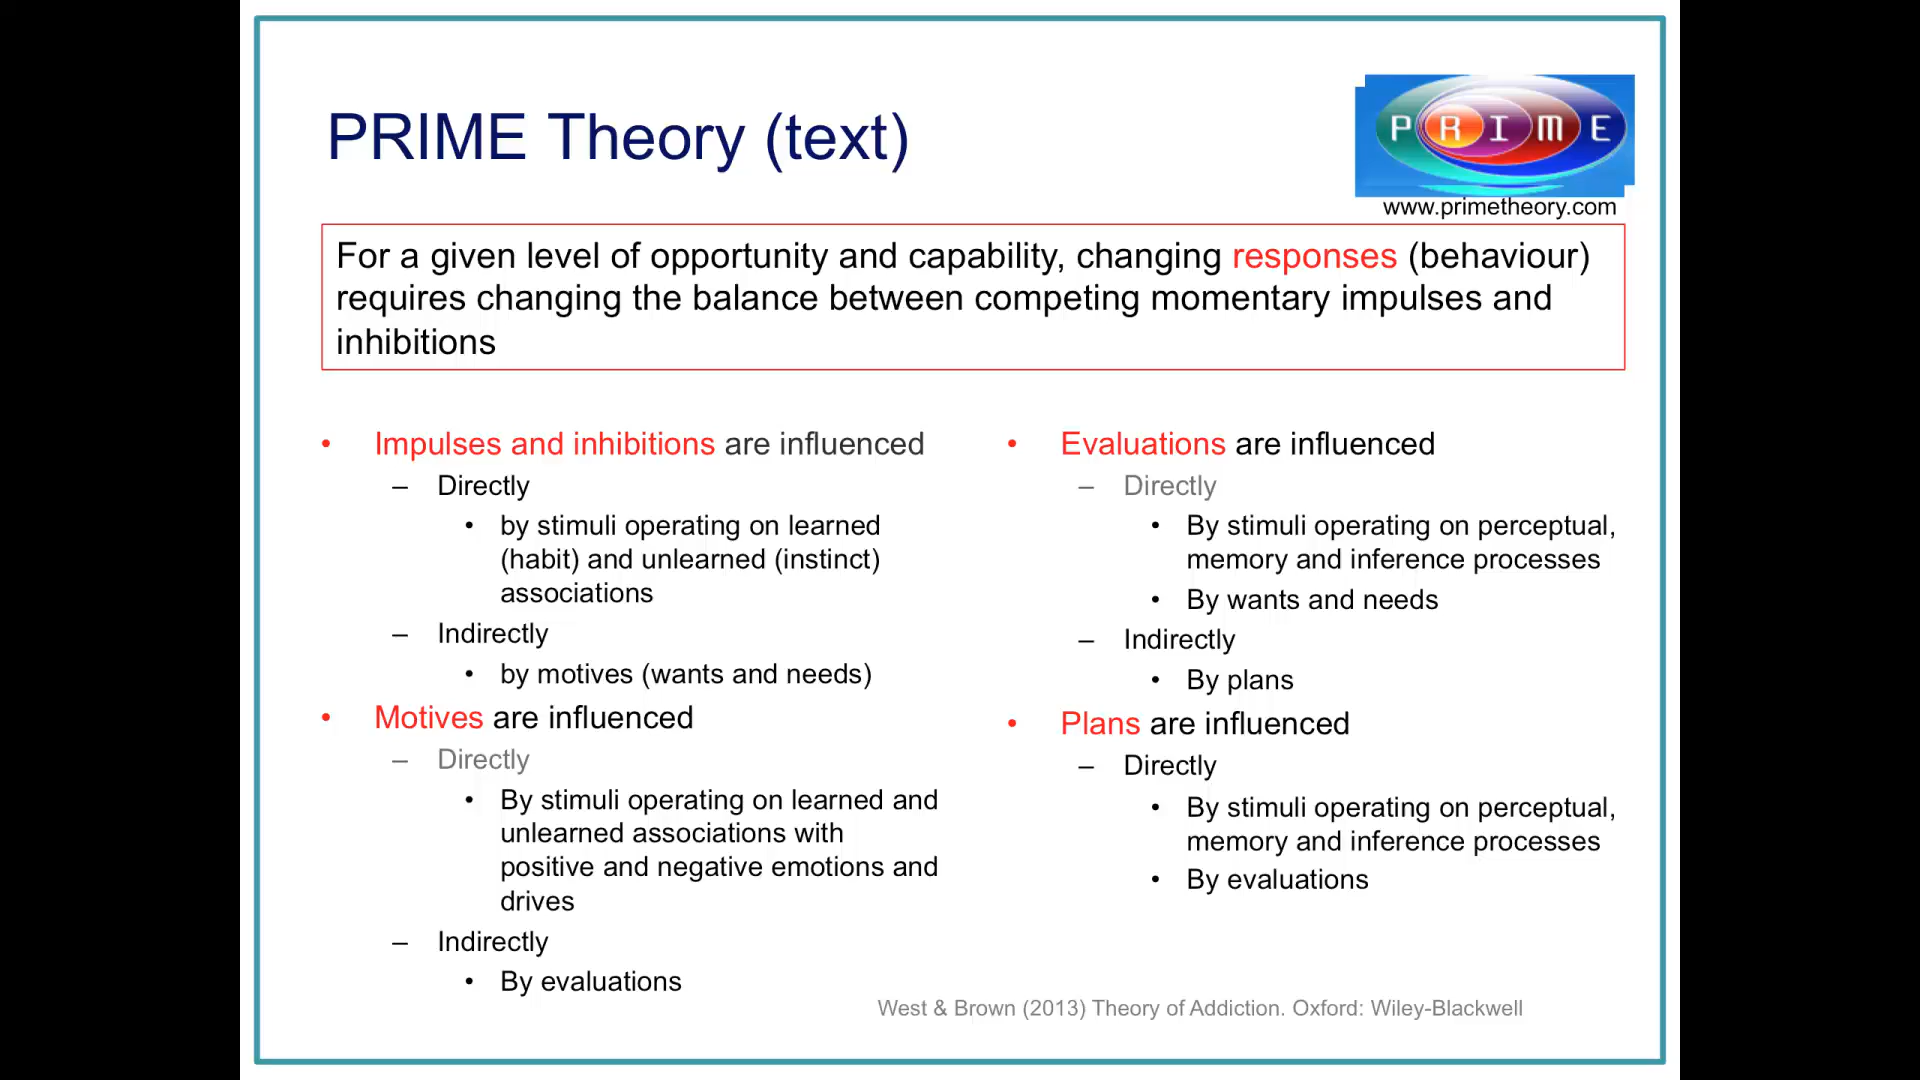 PRIME Theory (text)
PRIME
www.primetheory.com
For a given level of opportunity and capability, changing responses (behaviour)
requires changing the balance between competing momentary impulses and
inhibitions
• Impulses and inhibitions are influenced
– Directly
• by stimuli operating on learned
(habit) and unlearned (instinct)
associations
– Indirectly
• by motives (wants and needs)
• Motives are influenced
– Directly
• By stimuli operating on learned and
unlearned associations with
positive and negative emotions and
drives
– Indirectly
• By evaluations
• Evaluations are influenced
– Directly
• By stimuli operating on perceptual,
memory and inference processes
• By wants and needs
– Indirectly
• By plans
• Plans are influenced
– Directly
• By stimuli operating on perceptual,
memory and inference processes
• By evaluations
West & Brown (2013) Theory of Addiction. Oxford: Wiley-Blackwell